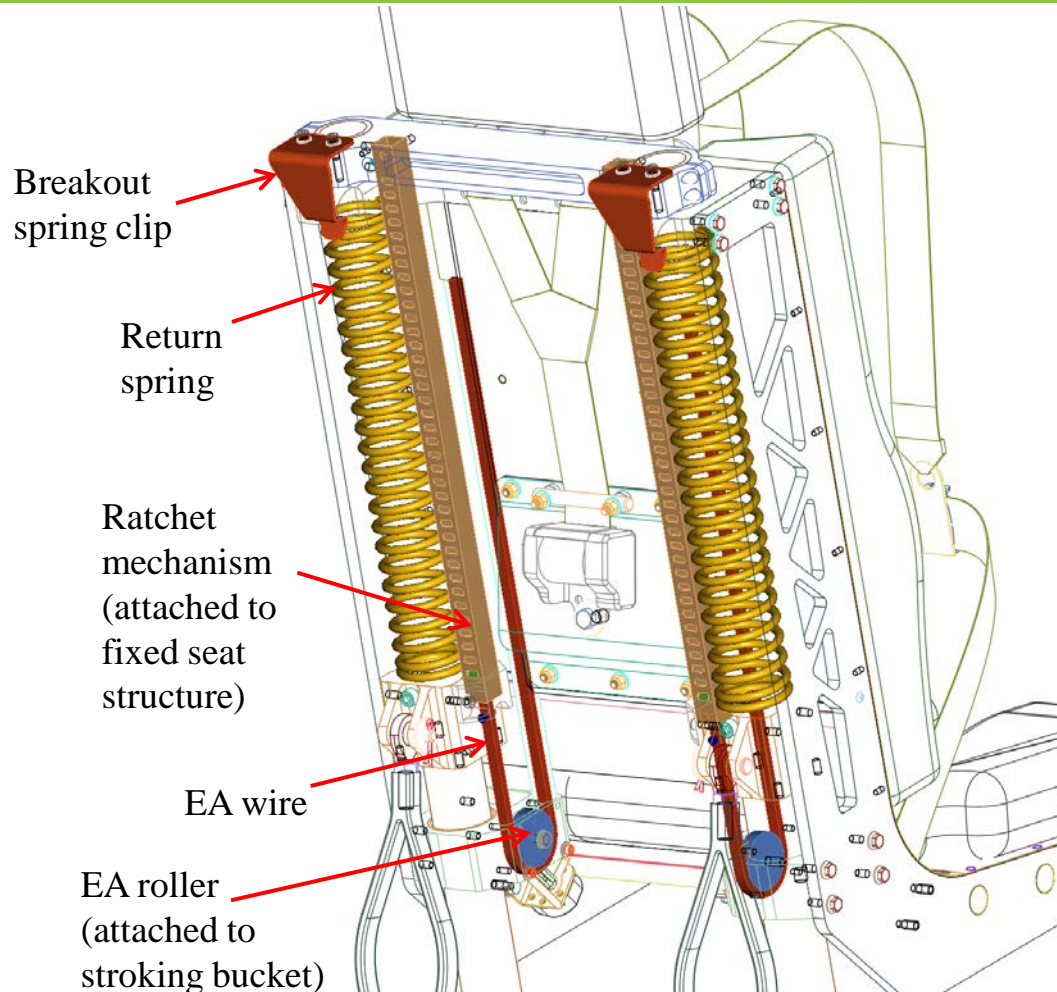 Breakout
spring clip
Return
spring
Ratchet
mechanism
(attached to
fixed seat
structure)
EA wire
EA roller
(attached to
stroking bucket)